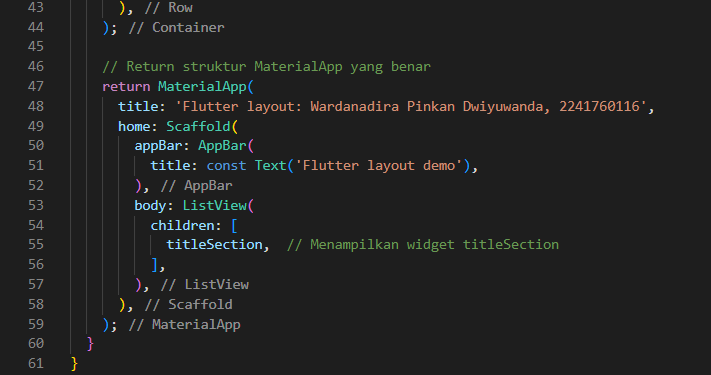 43 ), // Row
44 ); // Container
45
46 // Return struktur MaterialApp yang benar
47 return MaterialApp(
48 title: 'Flutter layout: Wardanadira Pinkan Dwiyuwanda, 2241760116',
49 home: Scaffold(
50 appBar: AppBar(
51 title: const Text('Flutter layout demo'),
52 ), // AppBar
53 body: ListView(
54 children: [
55 titleSection,  // Menampilkan widget titleSection
56 ],
57 ), // ListView
58 ), // Scaffold
59 ); // MaterialApp
60 }
61 }